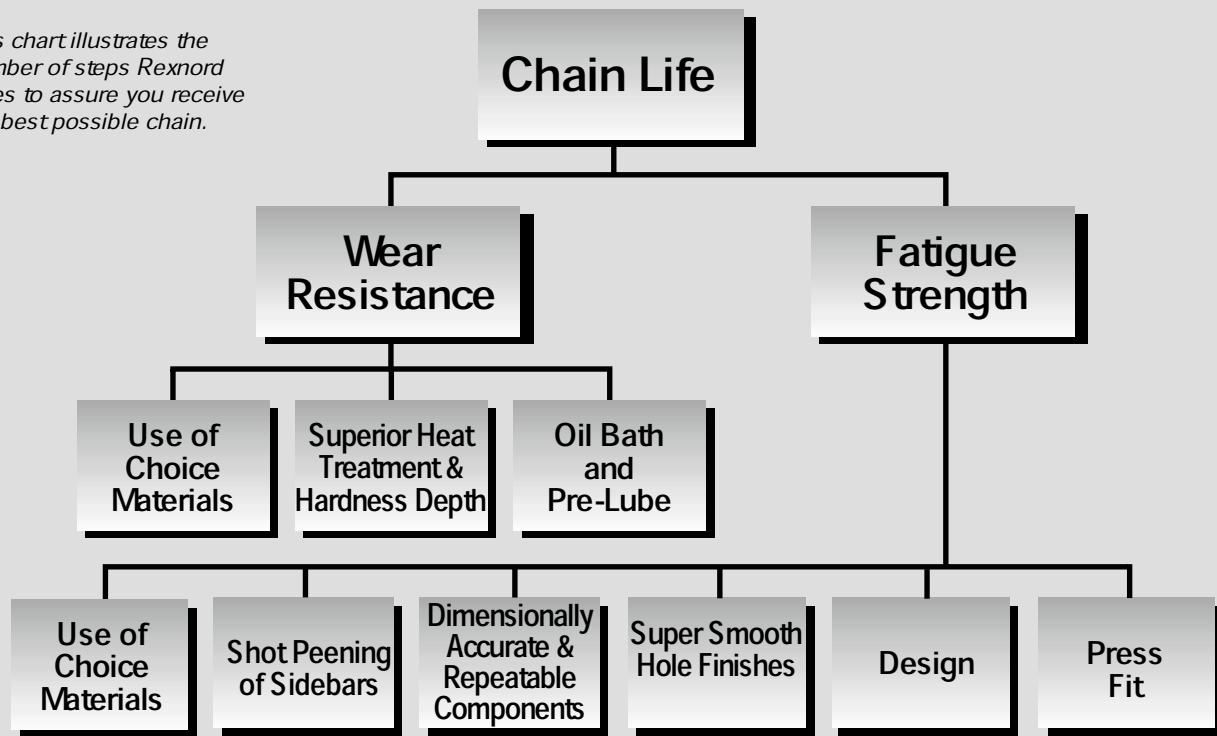 chart illustrates the
of steps Rexnord
to assure you receive
best possible chain.
Chain Life
Wear
Resistance
Fatigue
Strength
Use of
Choice
Materials
Superior Heat
Treatment &
Hardness Depth
Oil Bath
and
Pre-Lube
Use of
Choice
Materials
Shot Peening
of Sidebars
Dimensionally
Accurate &
Repeatable
Components
Super Smooth
Hole Finishes
Design
Press
Fit